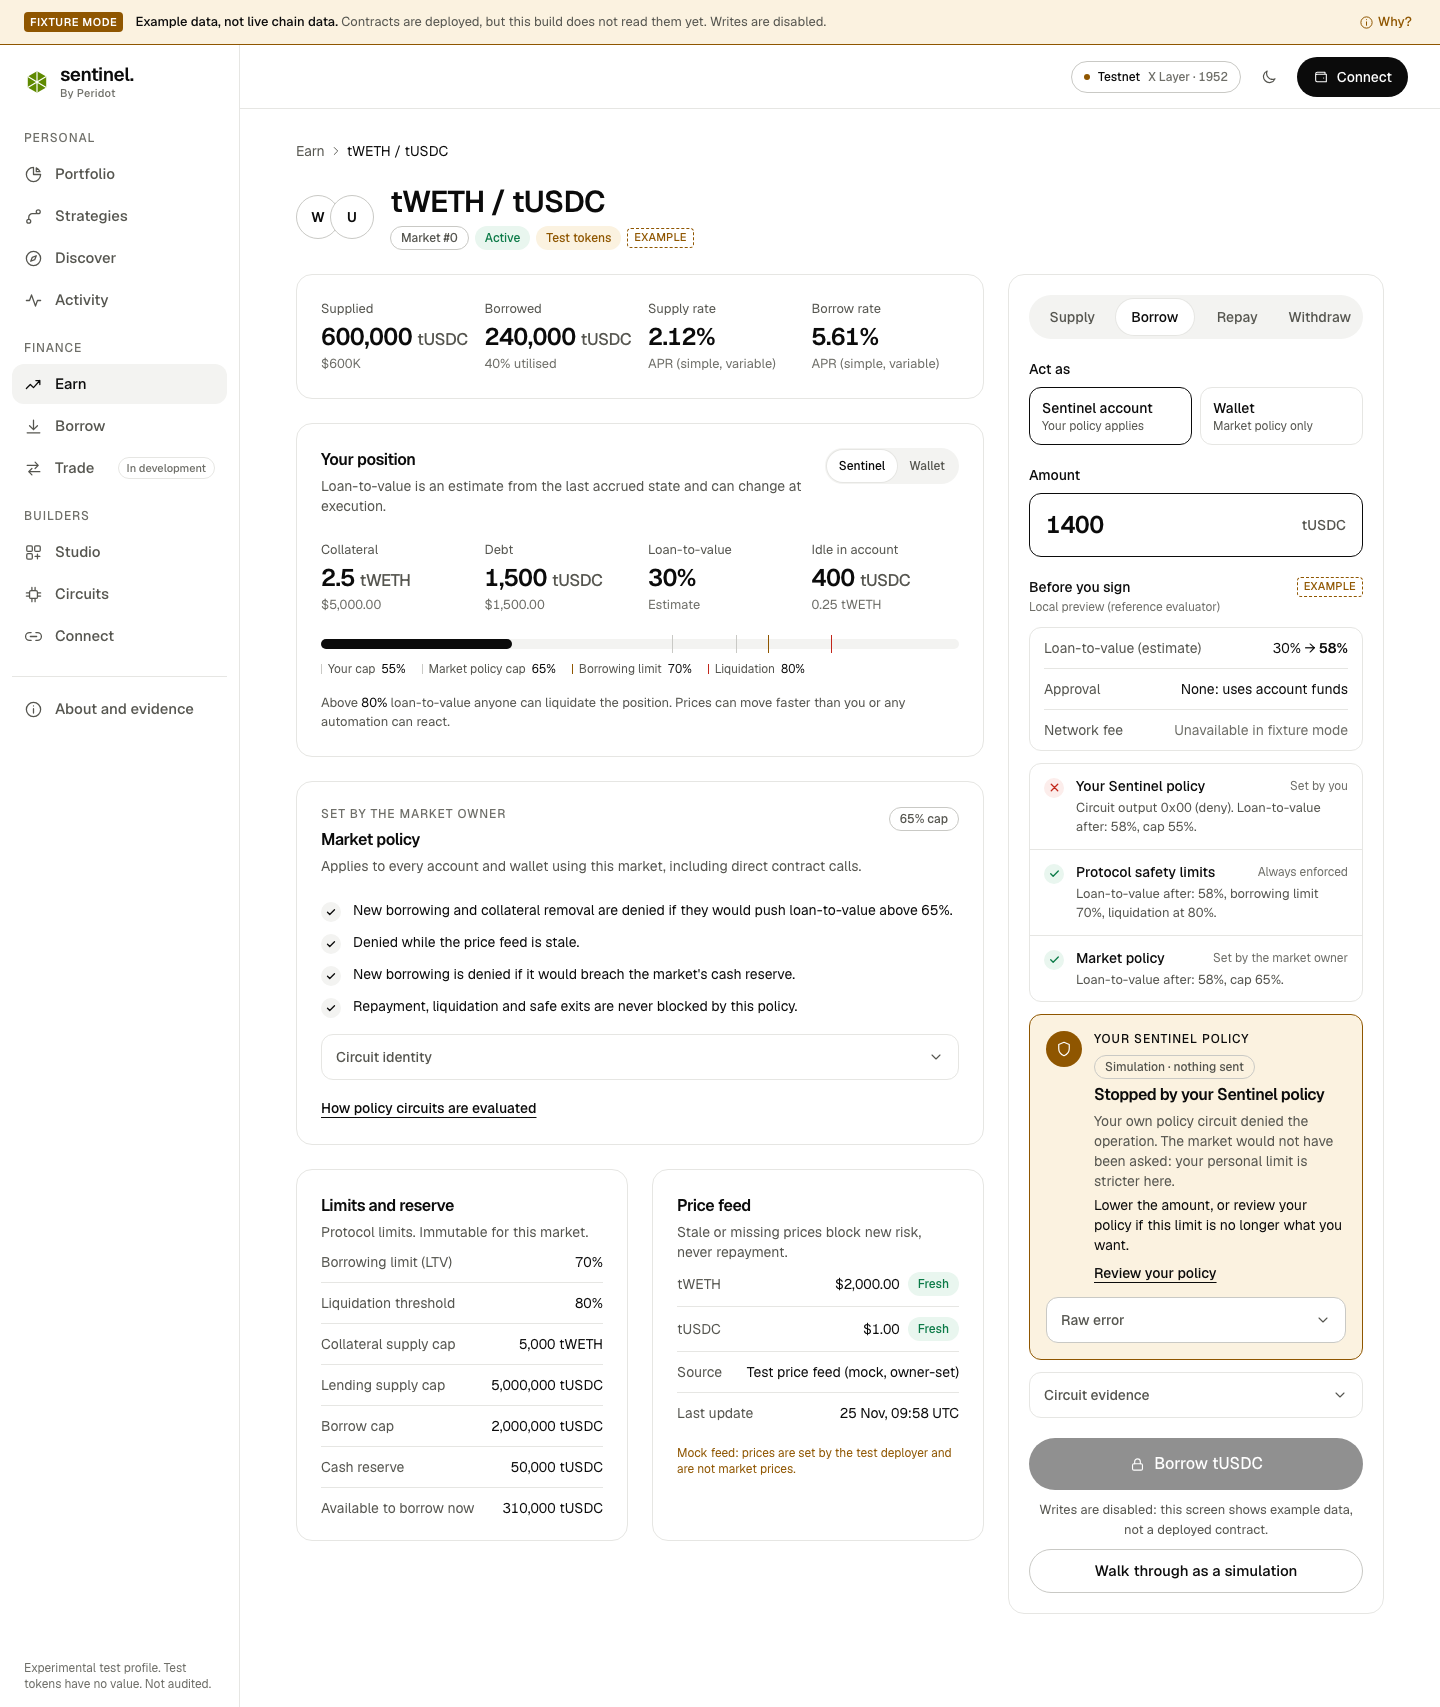 FIXTURE MODE Example data, not live chain data. Contracts are deployed, but this build does not read them yet. Writes are disabled. Why?
sentinel.
By Peridot
Testnet X Layer · 1952
Connect
PERSONAL
Portfolio
Strategies
Discover
Activity
FINANCE
Earn
Borrow
Trade In development
BUILDERS
Studio
Circuits
Connect
About and evidence
Experimental test profile. Test
tokens have no value. Not audited.
Earn > tWETH / tUSDC
W U
tWETH / tUSDC
Market #0 Active Test tokens EXAMPLE
Supplied
600,000 tUSDC
$600K
Borrowed
240,000 tUSDC
40% utilised
Supply rate
2.12%
APR (simple, variable)
Borrow rate
5.61%
APR (simple, variable)
Your position
Sentinel Wallet
Loan-to-value is an estimate from the last accrued state and can change at
execution.
Collateral
2.5 tWETH
$5,000.00
Debt
1,500 tUSDC
$1,500.00
Loan-to-value
30%
Estimate
Idle in account
400 tUSDC
0.25 tWETH
Your cap 55% Market policy cap 65% Borrowing limit 70% Liquidation 80%
Above 80% loan-to-value anyone can liquidate the position. Prices can move faster than you or any
automation can react.
SET BY THE MARKET OWNER
65% cap
Market policy
Applies to every account and wallet using this market, including direct contract calls.
New borrowing and collateral removal are denied if they would push loan-to-value above 65%.
Denied while the price feed is stale.
New borrowing is denied if it would breach the market's cash reserve.
Repayment, liquidation and safe exits are never blocked by this policy.
Circuit identity
How policy circuits are evaluated
Limits and reserve
Protocol limits. Immutable for this market.
Borrowing limit (LTV) 70%
Liquidation threshold 80%
Collateral supply cap 5,000 tWETH
Lending supply cap 5,000,000 tUSDC
Borrow cap 2,000,000 tUSDC
Cash reserve 50,000 tUSDC
Available to borrow now 310,000 tUSDC
Price feed
Stale or missing prices block new risk,
never repayment.
tWETH $2,000.00 Fresh
tUSDC $1.00 Fresh
Source Test price feed (mock, owner-set)
Last update 25 Nov, 09:58 UTC
Mock feed: prices are set by the test deployer and
are not market prices.
Supply Borrow Repay Withdraw
Act as
Sentinel account
Your policy applies
Wallet
Market policy only
Amount
1400 tUSDC
Before you sign EXAMPLE
Local preview (reference evaluator)
Loan-to-value (estimate) 30% → 58%
Approval None: uses account funds
Network fee Unavailable in fixture mode
Your Sentinel policy Set by you
Circuit output 0x00 (deny). Loan-to-value
after: 58%, cap 55%.
Protocol safety limits Always enforced
Loan-to-value after: 58%, borrowing limit
70%, liquidation at 80%.
Market policy Set by the market owner
Loan-to-value after: 58%, cap 65%.
YOUR SENTINEL POLICY
Simulation · nothing sent
Stopped by your Sentinel policy
Your own policy circuit denied the
operation. The market would not have
been asked: your personal limit is
stricter here.
Lower the amount, or review your
policy if this limit is no longer what you
want.
Review your policy
Raw error
Circuit evidence
Borrow tUSDC
Writes are disabled: this screen shows example data,
not a deployed contract.
Walk through as a simulation